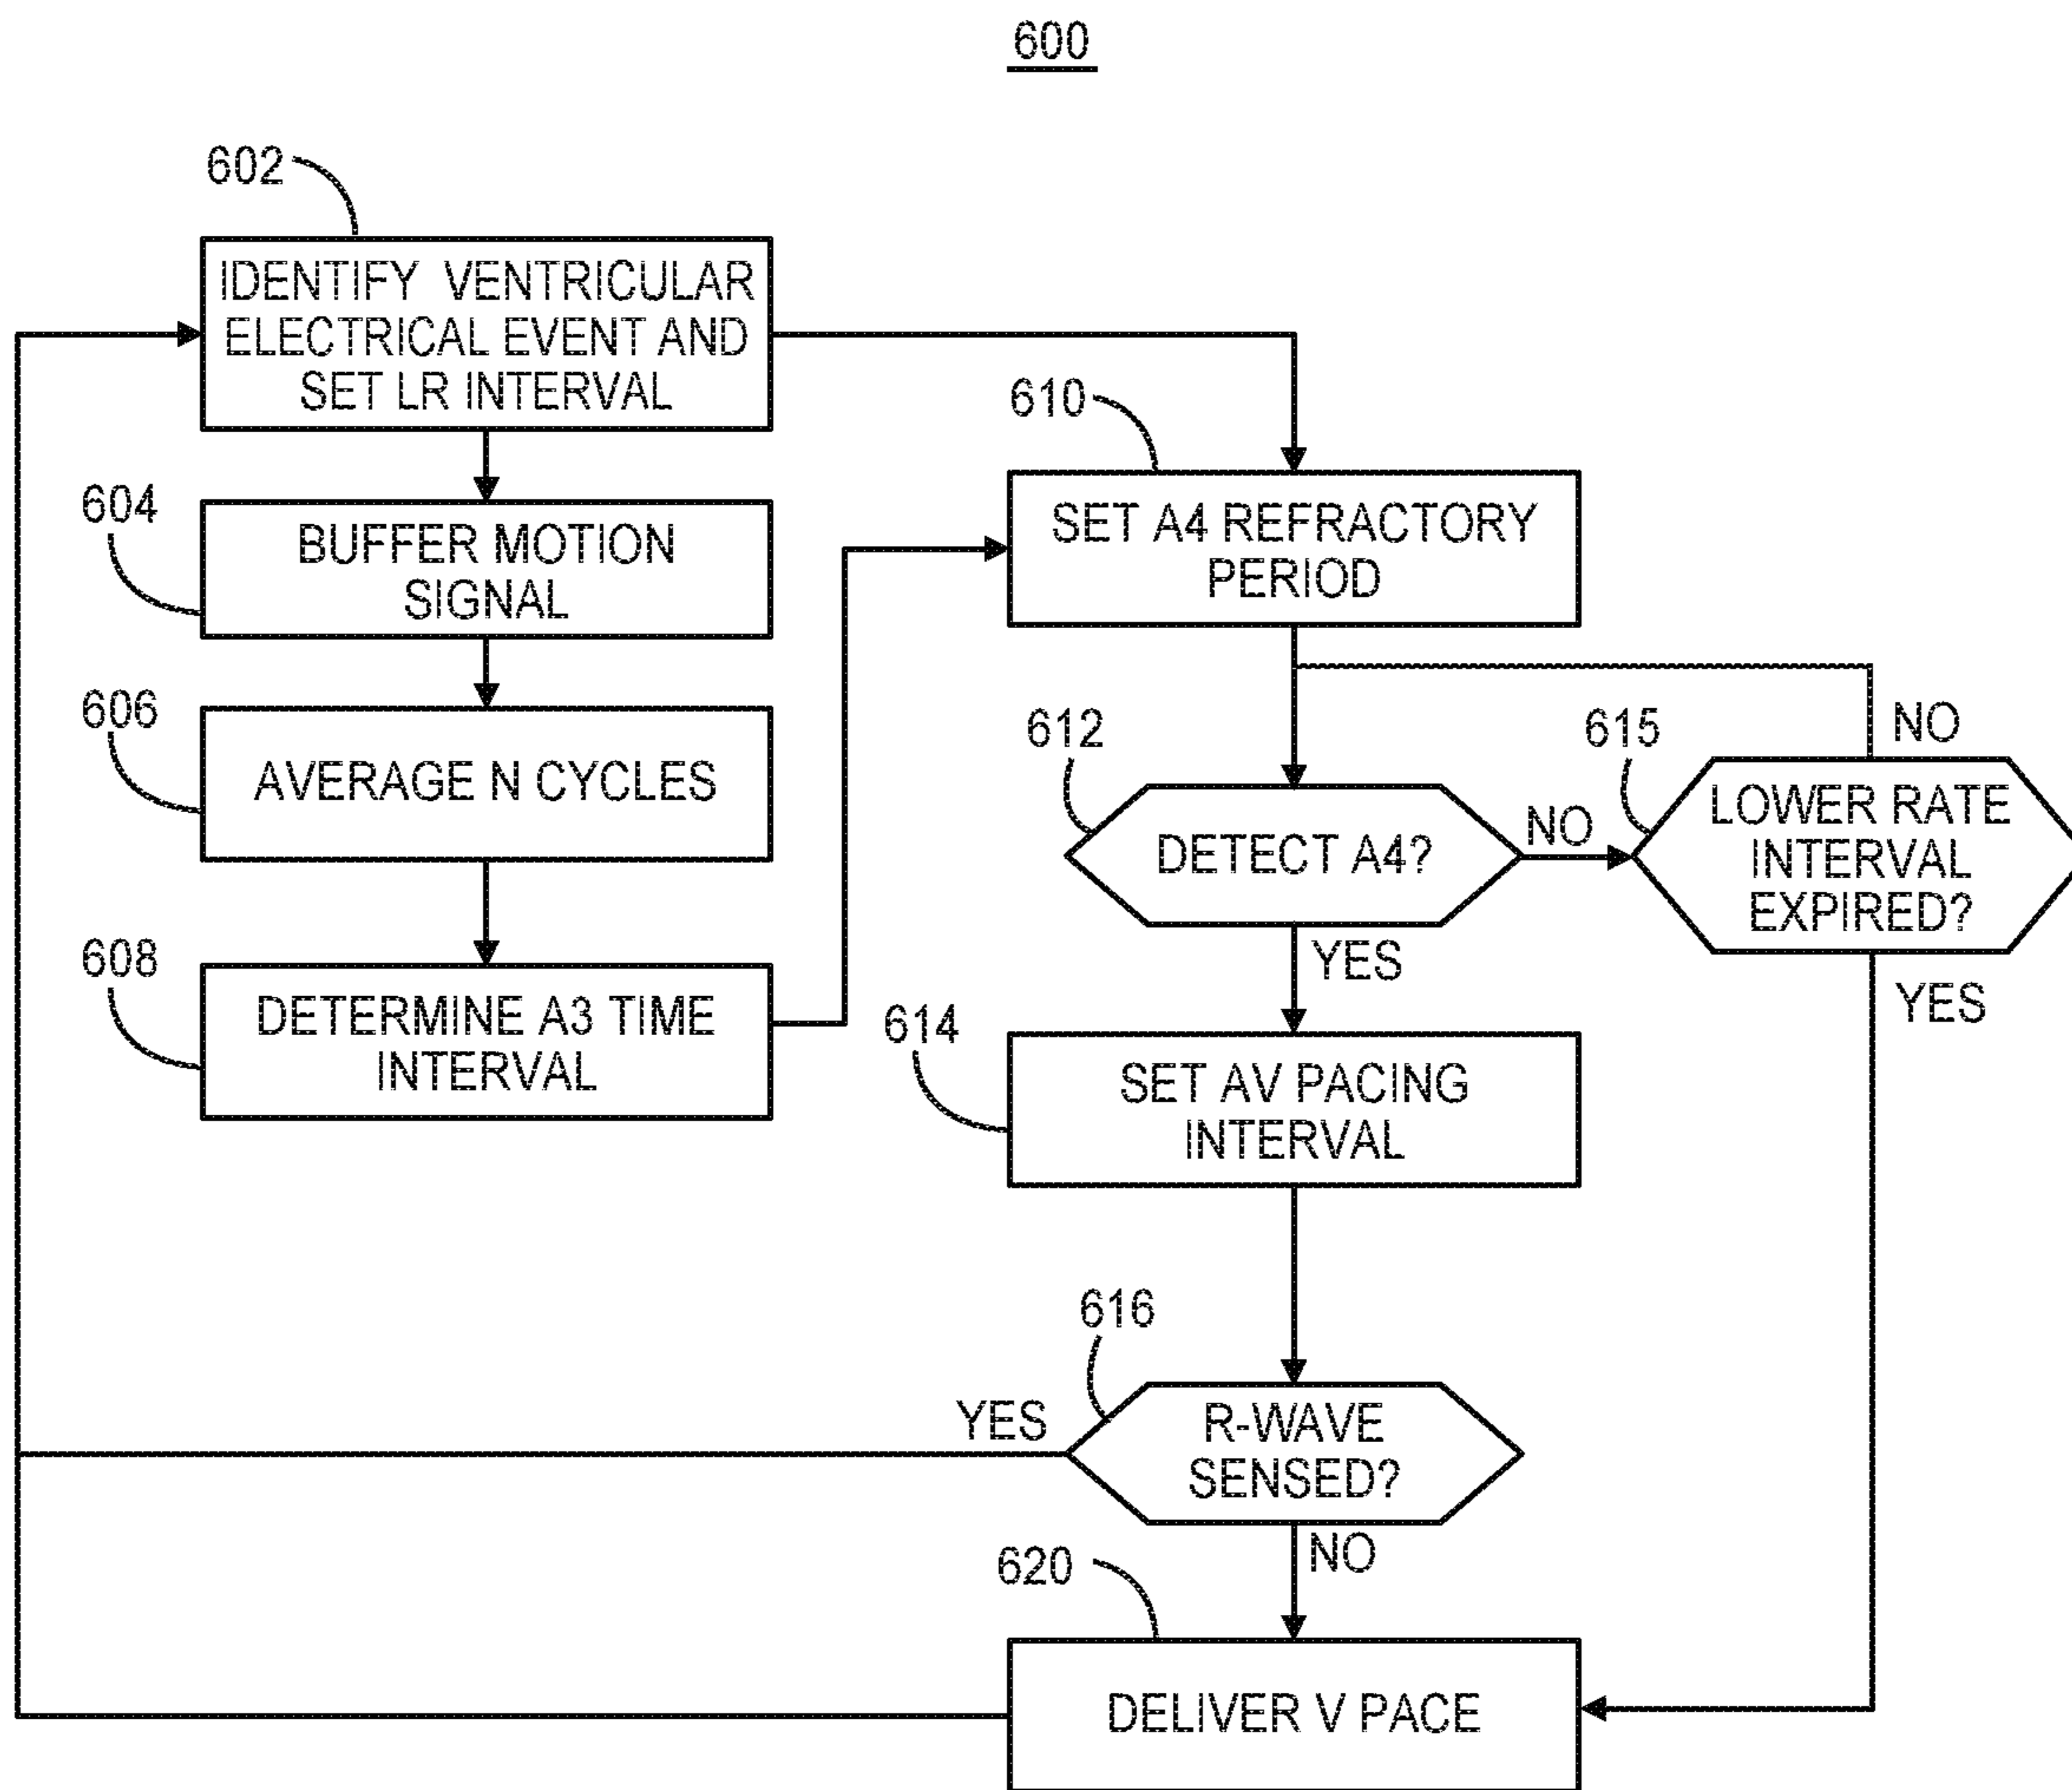 600
602
IDENTIFY VENTRICULAR
ELECTRICAL EVENT AND
SET LR INTERVAL
604
BUFFER MOTION
SIGNAL
606
AVERAGE N CYCLES
608
DETERMINE A3 TIME
INTERVAL
610
SET A4 REFRACTORY
PERIOD
612
DETECT A4?
NO
615
NO
LOWER RATE
INTERVAL
EXPIRED?
YES
YES
614
SET AV PACING
INTERVAL
616
YES
R-WAVE
SENSED?
NO
620
DELIVER V PACE